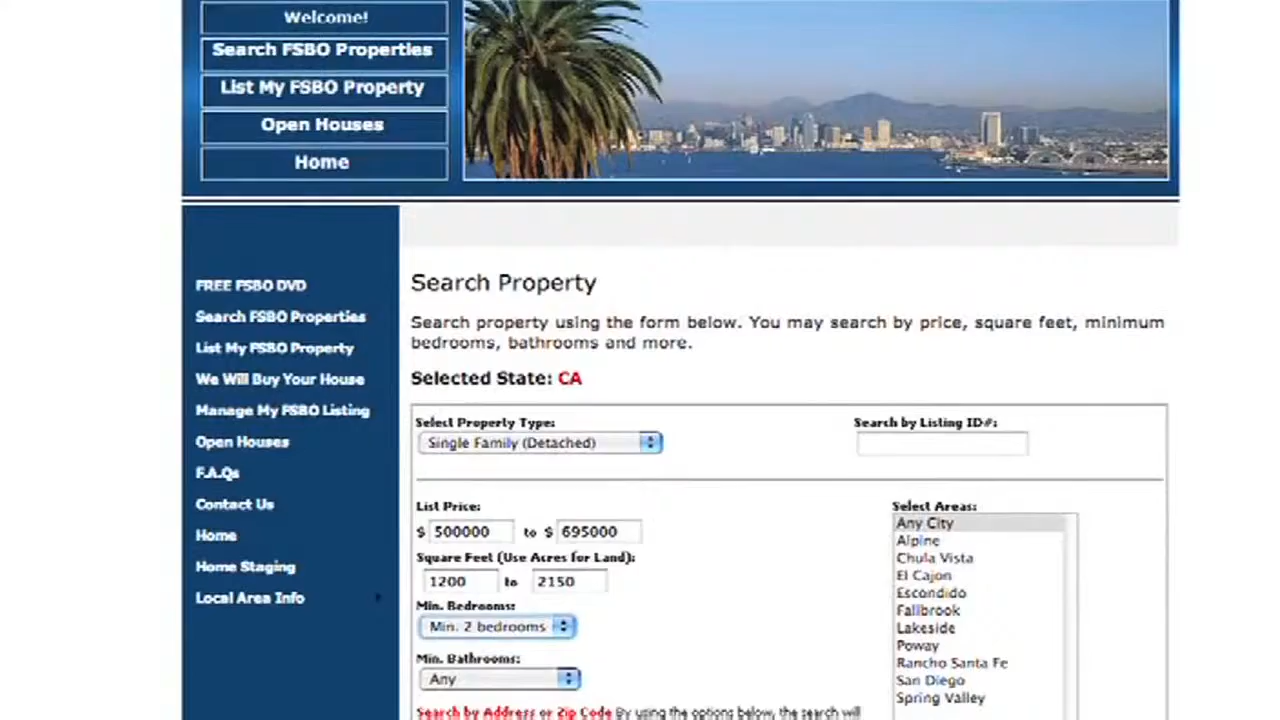 Welcome!
Search FSBO Properties
List My FSBO Property
Open Houses
Home
FREE FSBO DVD
Search FSBO Properties
List My FSBO Property
We Will Buy Your House
Manage My FSBO Listing
Open Houses
F.A.Qs
Contact Us
Home
Home Staging
Local Area Info
Search Property
Search property using the form below. You may search by price, square feet, minimum
bedrooms, bathrooms and more.
Selected State: CA
Select Property Type:
Single Family (Detached)
Search by Listing ID#:
List Price:
$ 500000 to $ 695000
Square Feet (Use Acres for Land):
1200 to 2150
Min. Bedrooms:
Min. 2 bedrooms
Min. Bathrooms:
Any
Search by Address or Zip Code By using the options below, the search will
Select Areas:
Any City
Alpine
Chula Vista
El Cajon
Escondido
Fallbrook
Lakeside
Poway
Rancho Santa Fe
San Diego
Spring Valley